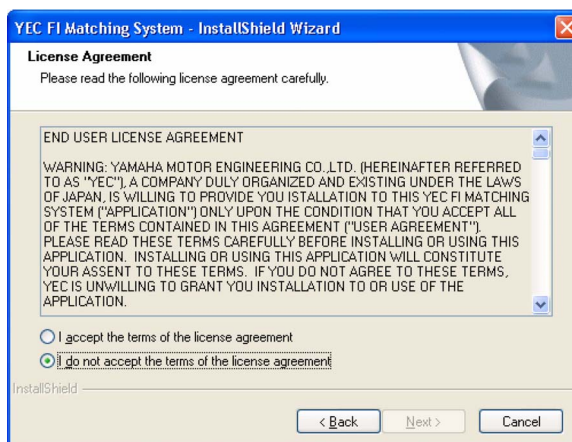 YEC FI Matching System - InstallShield Wizard
License Agreement
Please read the following license agreement carefully.
END USER LICENSE AGREEMENT
WARNING: YAMAHA MOTOR ENGINEERING CO.,LTD. (HEREINAFTER REFERRED
TO AS "YEC"), A COMPANY DULY ORGANIZED AND EXISTING UNDER THE LAWS
OF JAPAN, IS WILLING TO PROVIDE YOU ISTALLATION TO THIS YEC FI MATCHING
SYSTEM ("APPLICATION") ONLY UPON THE CONDITION THAT YOU ACCEPT ALL
OF THE TERMS CONTAINED IN THIS AGREEMENT ("USER AGREEMENT").
PLEASE READ THESE TERMS CAREFULLY BEFORE INSTALLING OR USING THIS
APPLICATION.  INSTALLING OR USING THIS APPLICATION WILL CONSTITUTE
YOUR ASSENT TO THESE TERMS.  IF YOU DO NOT AGREE TO THESE TERMS,
YEC IS UNWILLING TO GRANT YOU INSTALLATION TO OR USE OF THE
APPLICATION.
I accept the terms of the license agreement
I do not accept the terms of the license agreement
InstallShield
< Back Next > Cancel